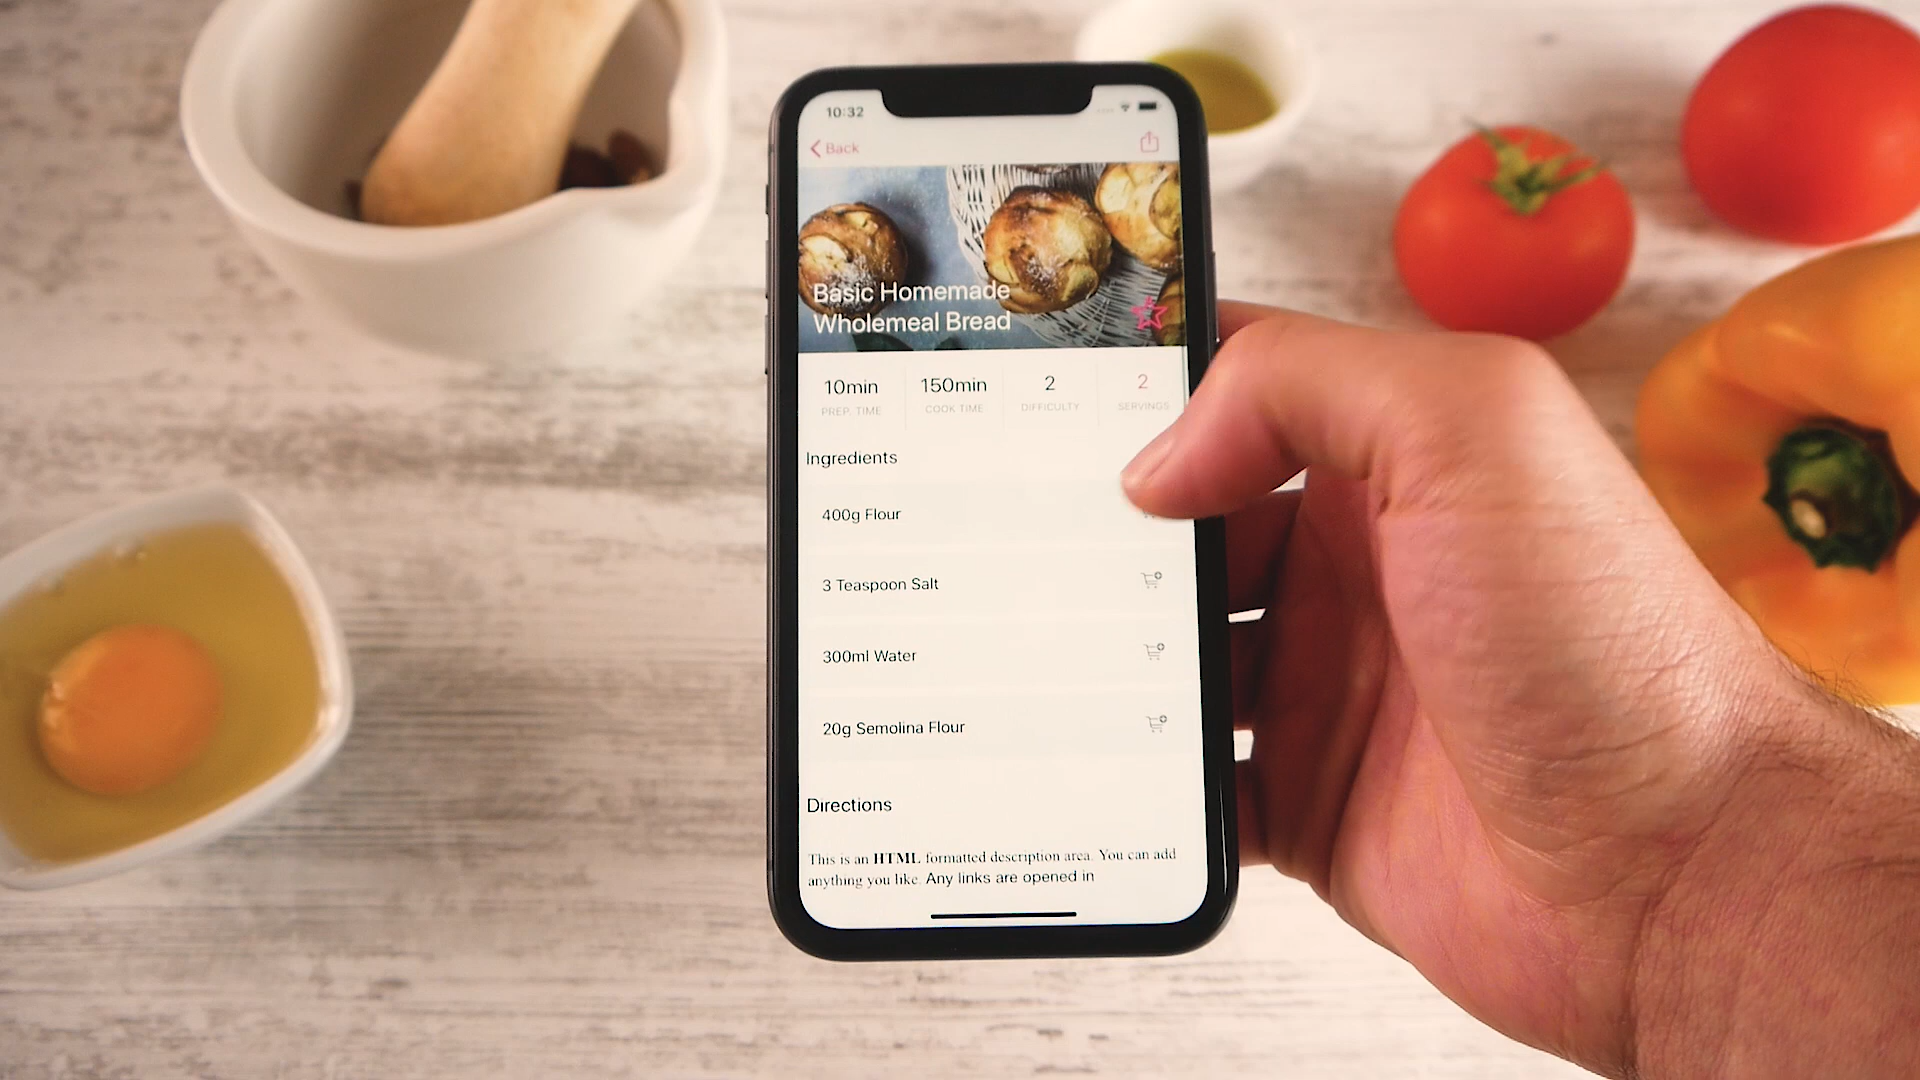 10:32
Back
Basic Homemade
Wholemeal Bread
10min 150min 2 2
PREP. TIME COOK TIME DIFFICULTY SERVINGS
Ingredients
400g Flour
3 Teaspoon Salt
300ml Water
20g Semolina Flour
Directions
This is an HTML formatted description area. You can add
anything you like. Any links are opened in